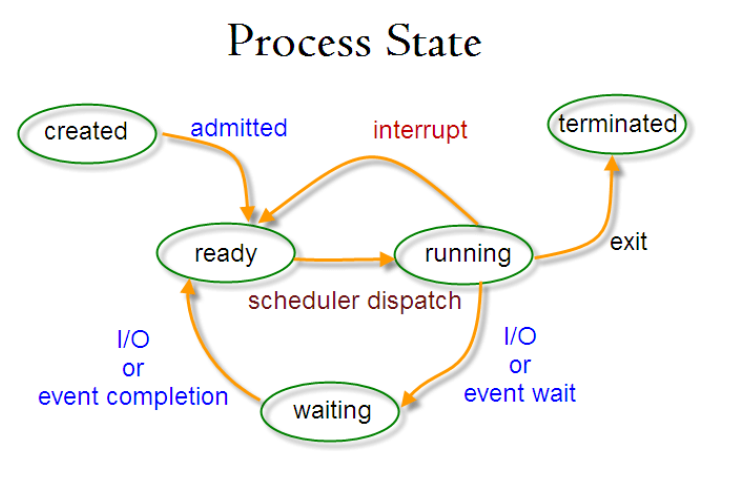 Process State
created
admitted
interrupt
terminated
ready
running
exit
scheduler dispatch
I/O
or
event completion
I/O
or
event wait
waiting